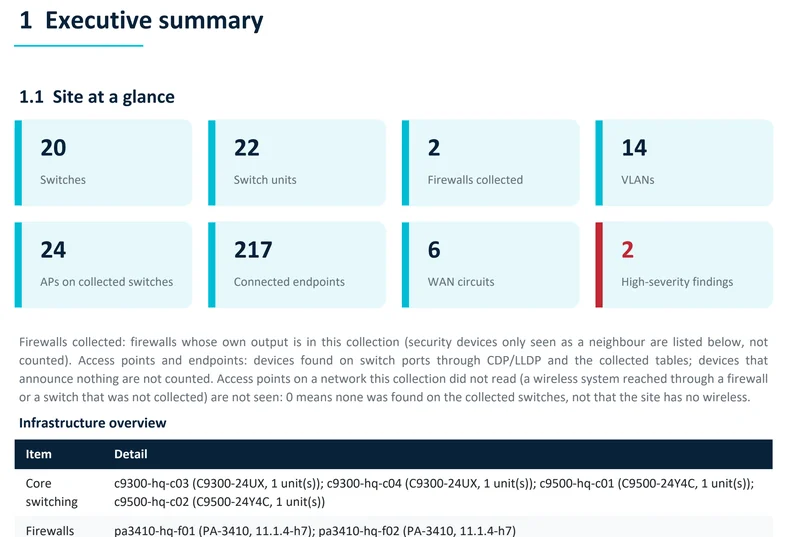 1 Executive summary
1.1 Site at a glance
20
Switches
22
Switch units
2
Firewalls collected
14
VLANs
24
APs on collected switches
217
Connected endpoints
6
WAN circuits
2
High-severity findings
Firewalls collected: firewalls whose own output is in this collection (security devices only seen as a neighbour are listed below, not
counted). Access points and endpoints: devices found on switch ports through CDP/LLDP and the collected tables; devices that
announce nothing are not counted. Access points on a network this collection did not read (a wireless system reached through a firewall
or a switch that was not collected) are not seen: 0 means none was found on the collected switches, not that the site has no wireless.
Infrastructure overview
Item Detail
Core switching c9300-hq-c03 (C9300-24UX, 1 unit(s)); c9300-hq-c04 (C9300-24UX, 1 unit(s)); c9500-hq-c01 (C9500-24Y4C, 1 unit(s));
c9500-hq-c02 (C9500-24Y4C, 1 unit(s))
Firewalls pa3410-hq-f01 (PA-3410, 11.1.4-h7); pa3410-hq-f02 (PA-3410, 11.1.4-h7)